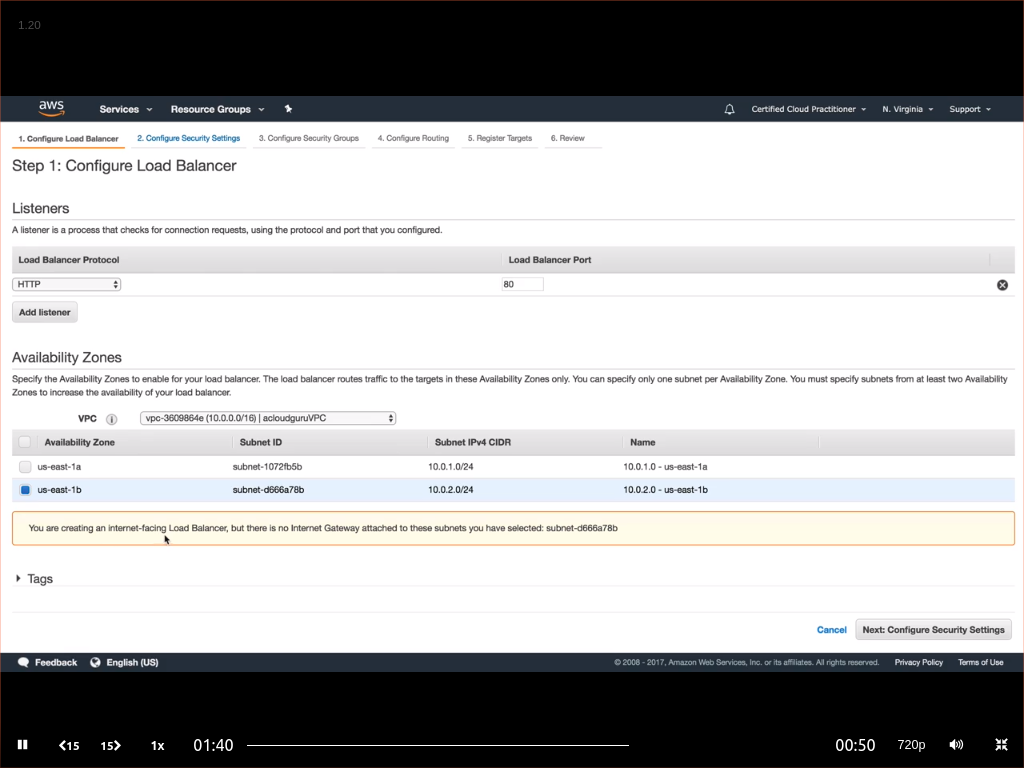 1.20
aws Services Resource Groups Certified Cloud Practitioner N. Virginia Support
1. Configure Load Balancer 2. Configure Security Settings 3. Configure Security Groups 4. Configure Routing 5. Register Targets 6. Review
Step 1: Configure Load Balancer
Listeners
A listener is a process that checks for connection requests, using the protocol and port that you configured.
Load Balancer Protocol Load Balancer Port
HTTP 80
Add listener
Availability Zones
Specify the Availability Zones to enable for your load balancer. The load balancer routes traffic to the targets in these Availability Zones only. You can specify only one subnet per Availability Zone. You must specify subnets from at least two Availability
Zones to increase the availability of your load balancer.
VPC i vpc-3609864e (10.0.0.0/16) | acloudguruVPC
Availability Zone Subnet ID Subnet IPv4 CIDR Name
us-east-1a subnet-1072fb5b 10.0.1.0/24 10.0.1.0 - us-east-1a
us-east-1b subnet-d666a78b 10.0.2.0/24 10.0.2.0 - us-east-1b
You are creating an internet-facing Load Balancer, but there is no Internet Gateway attached to these subnets you have selected: subnet-d666a78b
Tags
Cancel Next: Configure Security Settings
Feedback English (US) © 2008 - 2017, Amazon Web Services, Inc. or its affiliates. All rights reserved. Privacy Policy Terms of Use
15 15 1x 01:40 00:50 720p